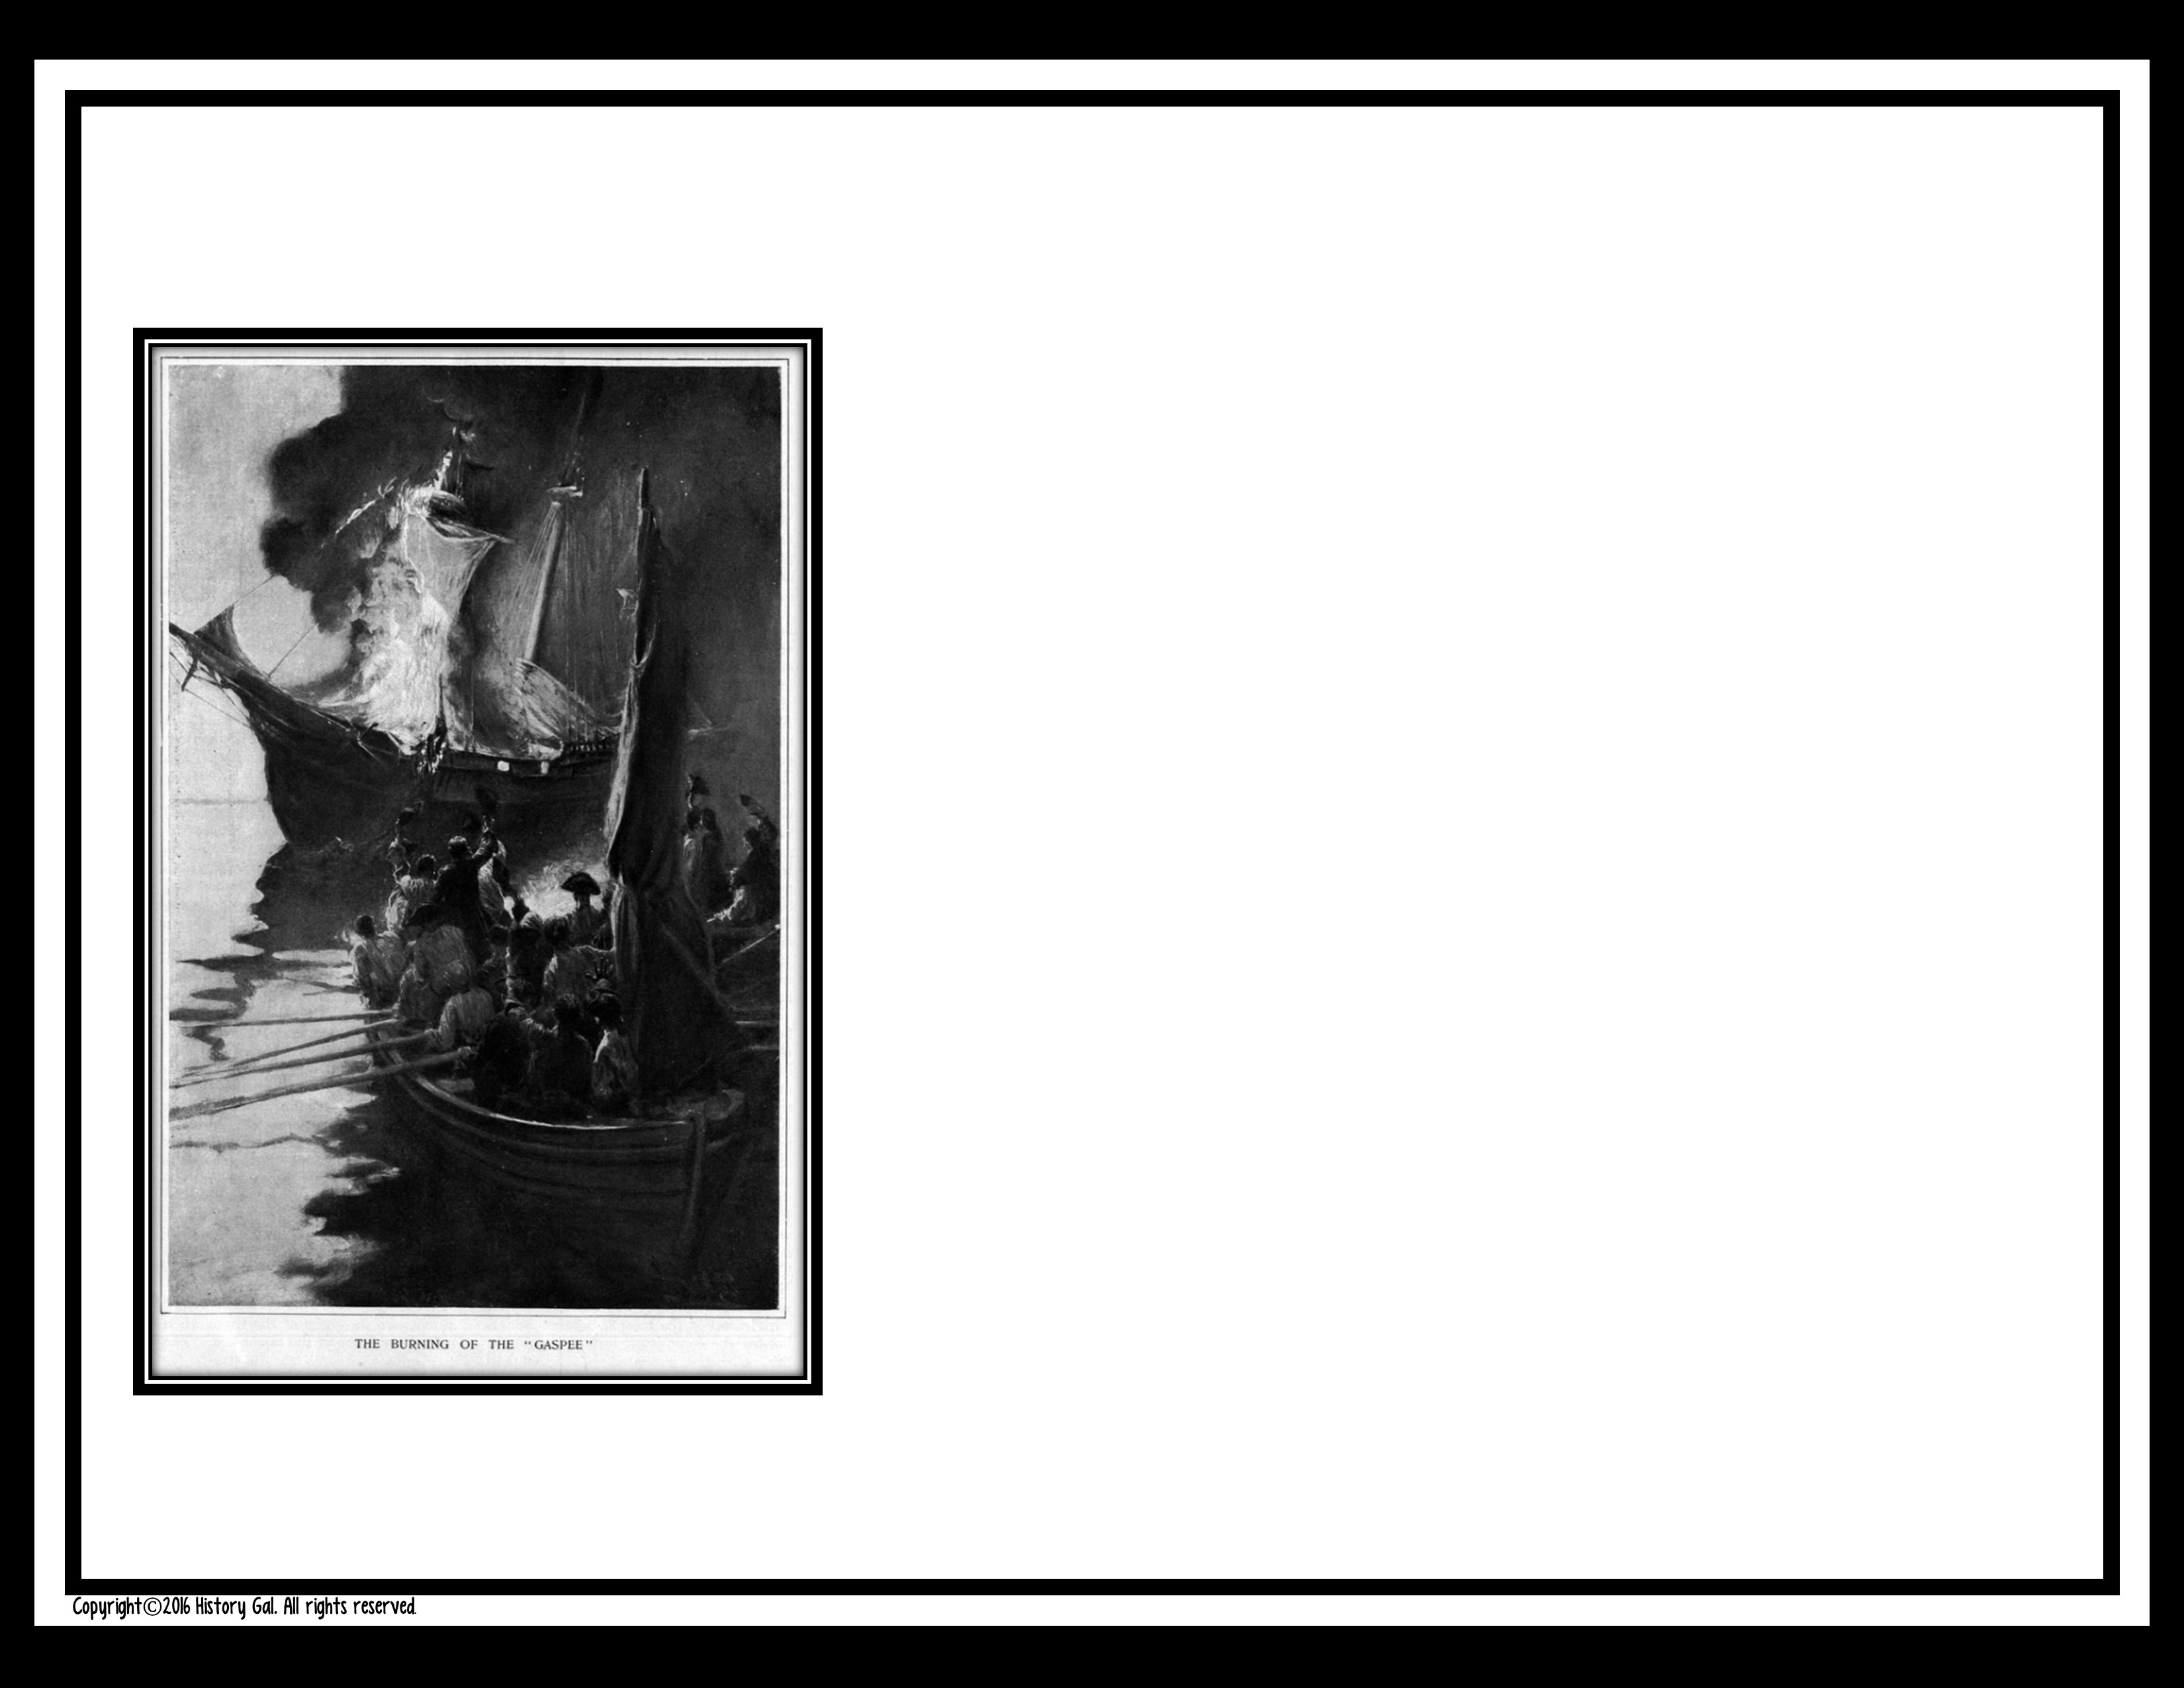 THE BURNING OF THE "GASPEE"
Copyright©2016 History Gal. All rights reserved.